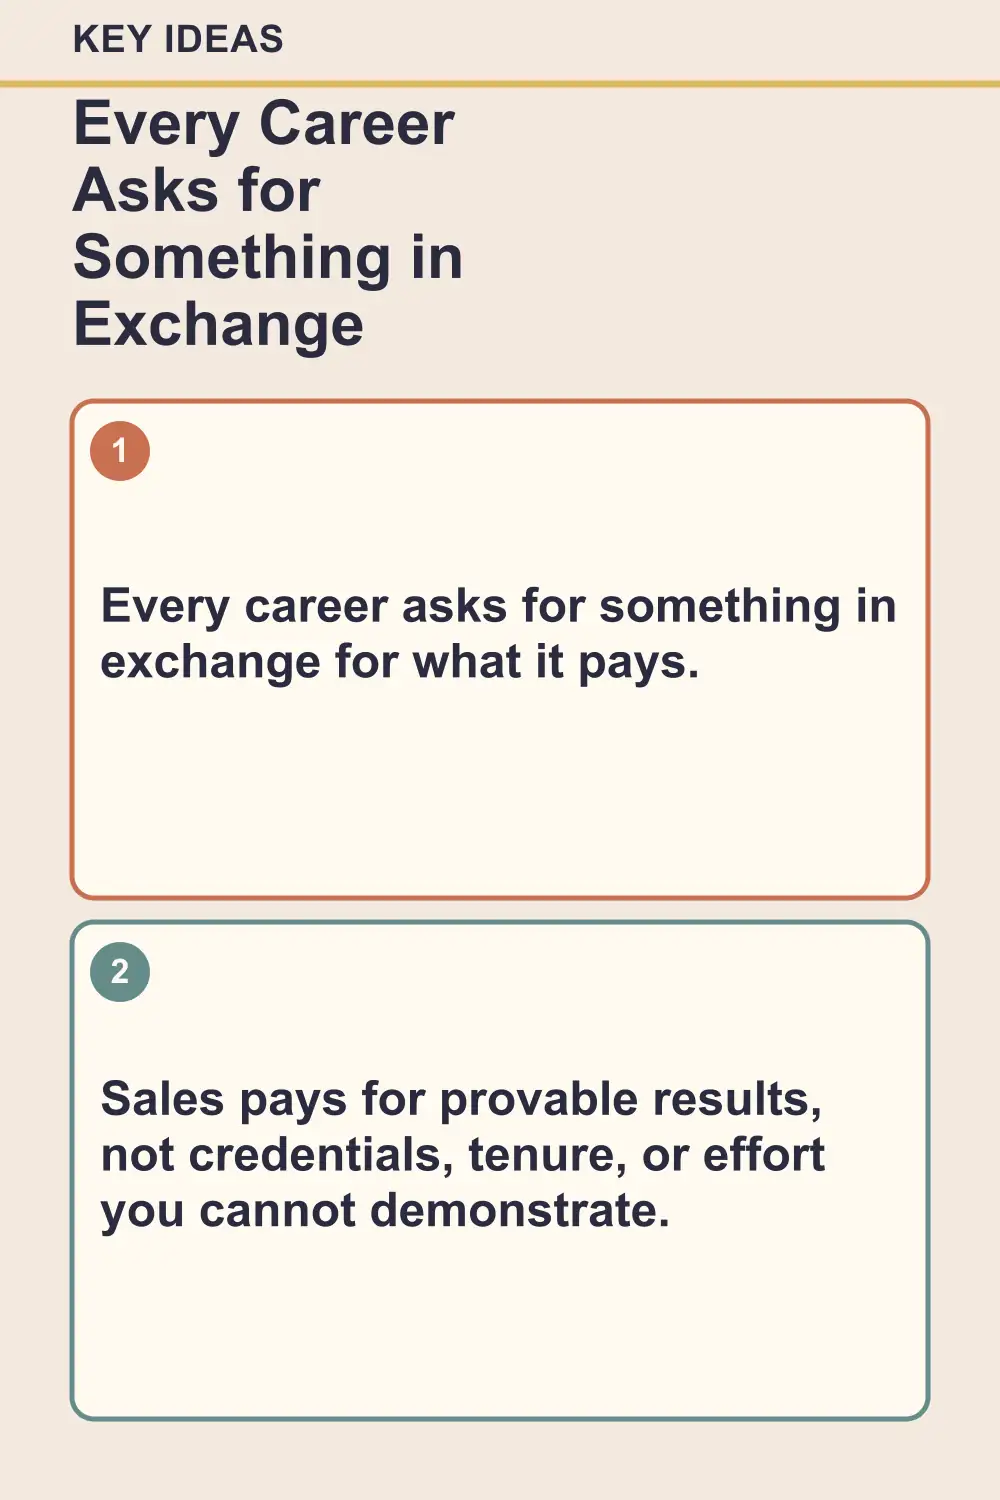 KEY IDEAS
Every Career
Asks for
Something in
Exchange
1
Every career asks for something in
exchange for what it pays.
2
Sales pays for provable results,
not credentials, tenure, or effort
you cannot demonstrate.